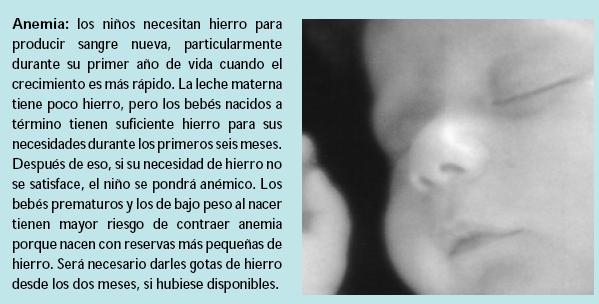 Anemia: los niños necesitan hierro para
producir sangre nueva, particularmente
durante su primer año de vida cuando el
crecimiento es más rápido. La leche materna
tiene poco hierro, pero los bebés nacidos a
término tienen suficiente hierro para sus
necesidades durante los primeros seis meses.
Después de eso, si su necesidad de hierro no
se satisface, el niño se pondrá anémico. Los
bebés prematuros y los de bajo peso al nacer
tienen mayor riesgo de contraer anemia
porque nacen con reservas más pequeñas de
hierro. Será necesario darles gotas de hierro
desde los dos meses, si hubiese disponibles.